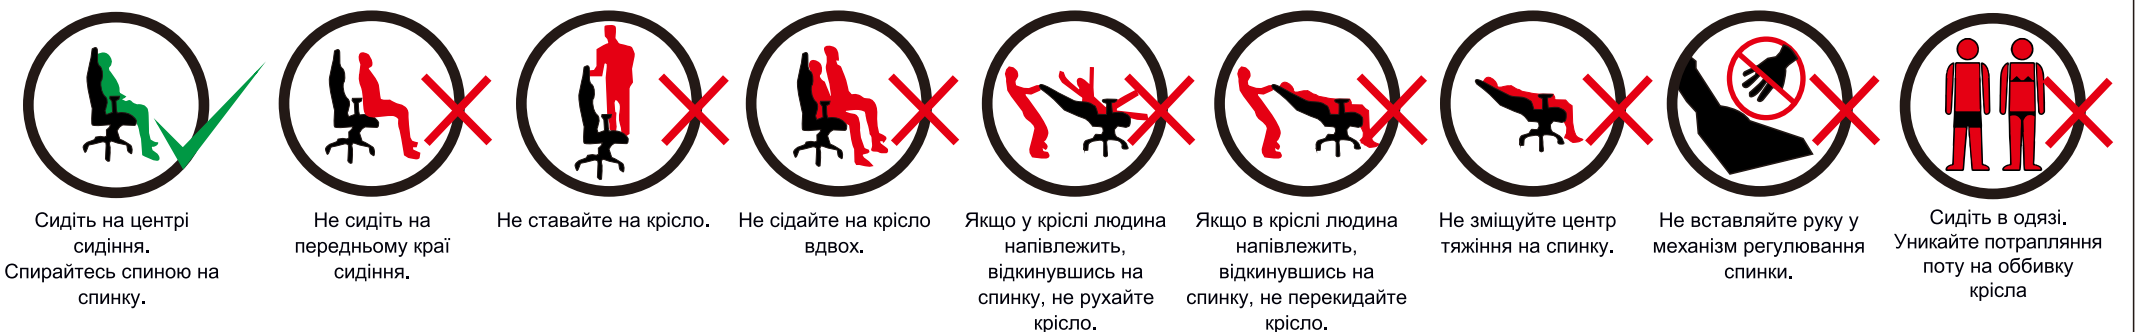 Сидіть на центрі
сидіння.
Спирайтесь спиною на
спинку.
Не сидіть на
передньому краї
сидіння.
Не ставайте на крісло.
Не сідайте на крісло
вдвох.
Якщо у кріслі людина
напівлежить,
відкинувшись на
спинку, не рухайте
крісло.
Якщо в кріслі людина
напівлежить,
відкинувшись на
спинку, не перекидайте
крісло.
Не зміщуйте центр
тяжіння на спинку.
Не вставляйте руку у
механізм регулювання
спинки.
Сидіть в одязі.
Уникайте потрапляння
поту на оббивку
крісла